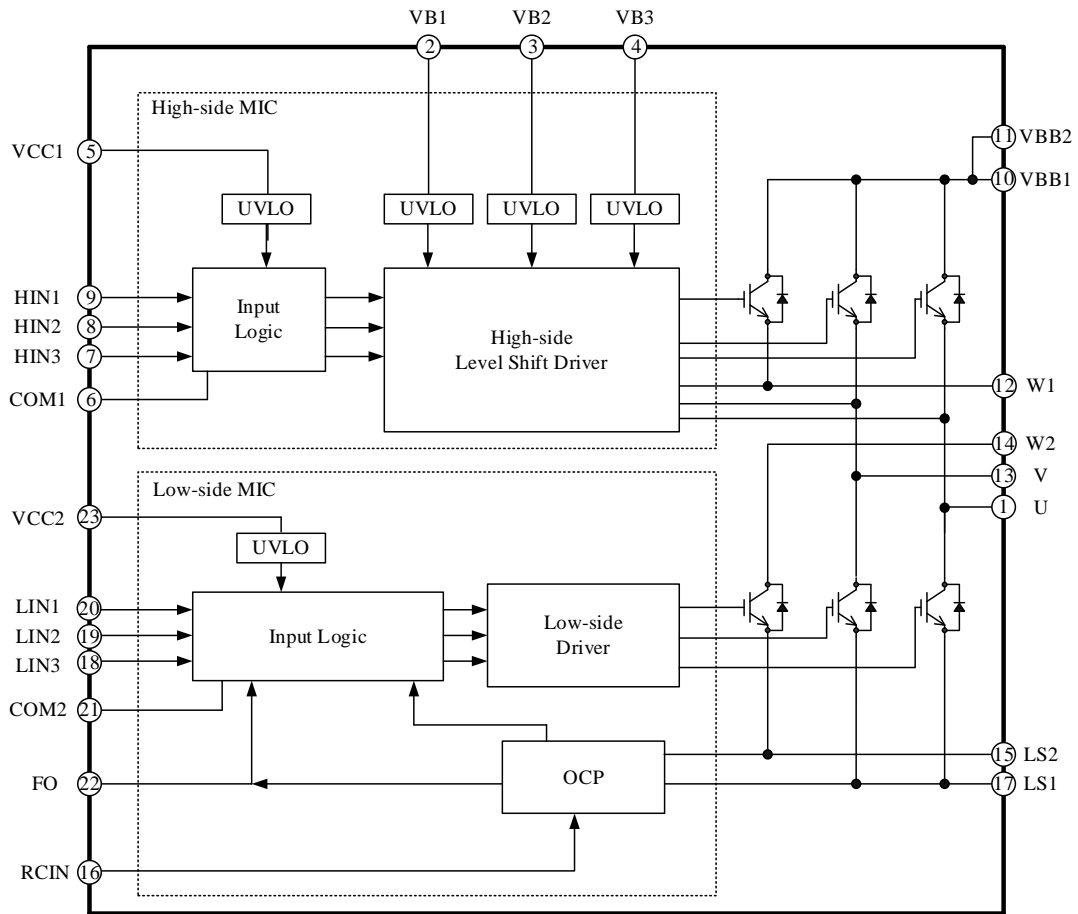 VB1 VB2 VB3
2 3 4
High-side MIC
VCC1 5
11 VBB2
10 VBB1
UVLO UVLO UVLO UVLO
HIN1 9
HIN2 8
HIN3 7
COM1 6
Input
Logic
High-side
Level Shift Driver
12 W1
14 W2
13 V
1 U
Low-side MIC
VCC2 23
UVLO
LIN1 20
LIN2 19
LIN3 18
COM2 21
Input Logic
Low-side
Driver
15 LS2
17 LS1
OCP
FO 22
RCIN 16